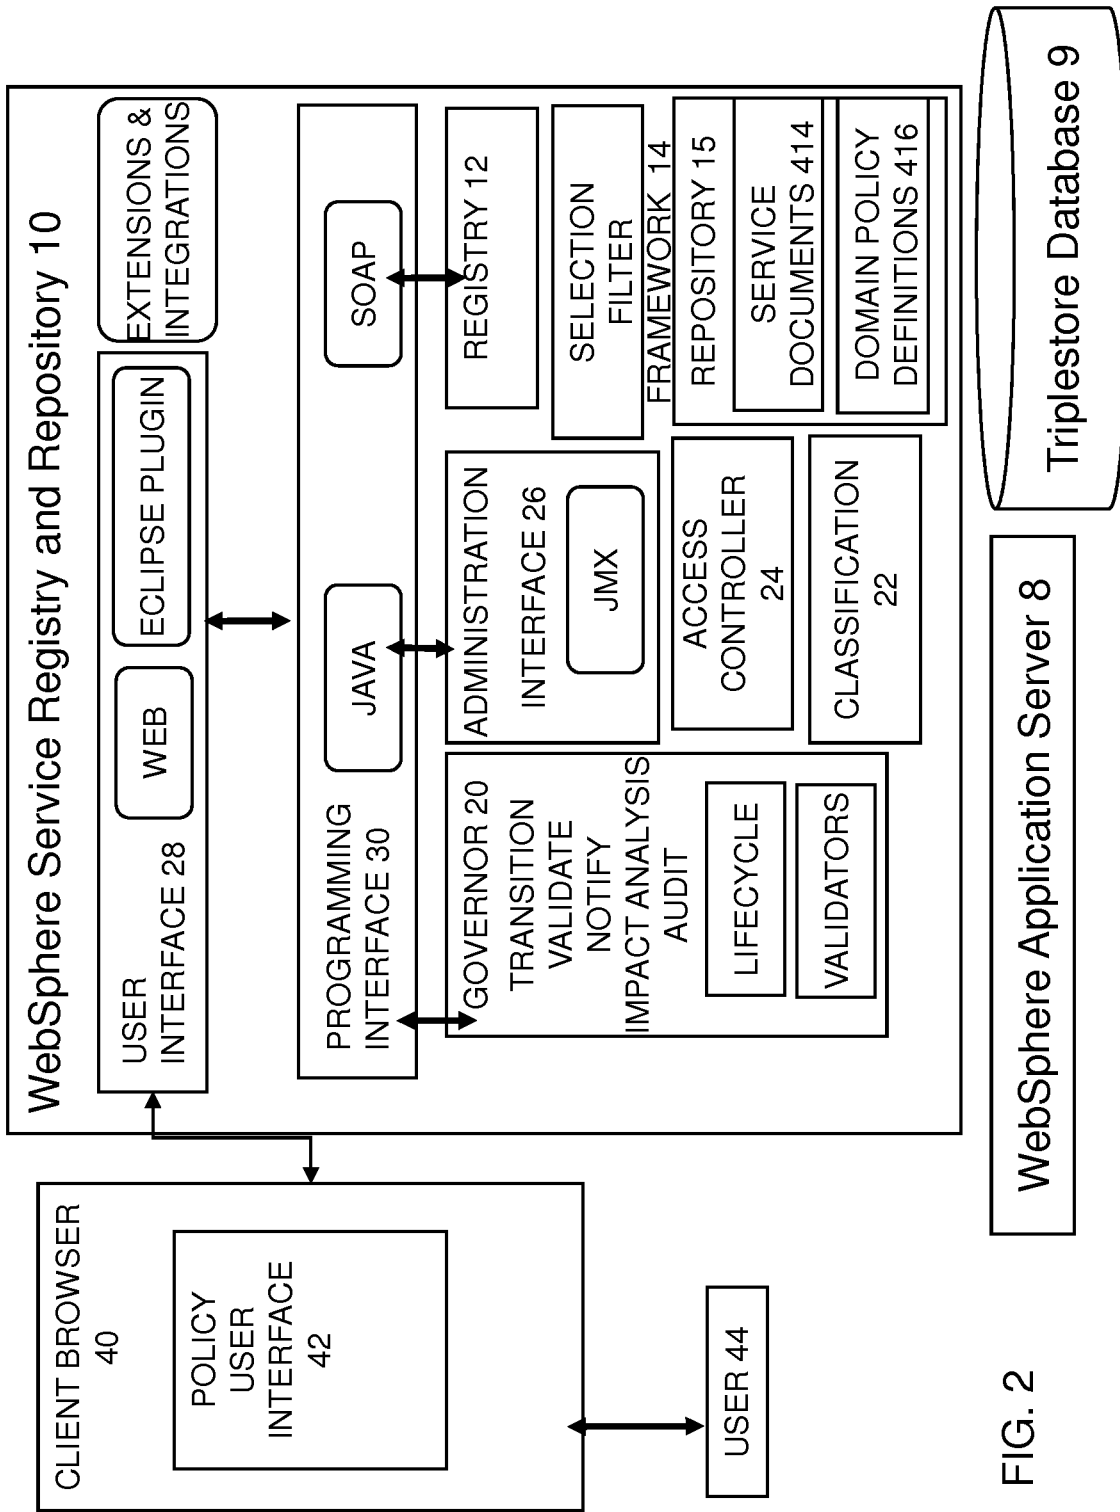 WebSphere Service Registry and Repository 10
CLIENT BROWSER
40
POLICY
USER
INTERFACE
42
USER 44
USER
INTERFACE 28
WEB
ECLIPSE PLUGIN
EXTENSIONS &
INTEGRATIONS
PROGRAMMING
INTERFACE 30
JAVA
SOAP
GOVERNOR 20
TRANSITION
VALIDATE
NOTIFY
IMPACT ANALYSIS
AUDIT
LIFECYCLE
VALIDATORS
ADMINISTRATION
INTERFACE 26
JMX
ACCESS
CONTROLLER
24
CLASSIFICATION
22
REGISTRY 12
SELECTION
FILTER
FRAMEWORK 14
REPOSITORY 15
SERVICE
DOCUMENTS 414
DOMAIN POLICY
DEFINITIONS 416
WebSphere Application Server 8
Triplestore Database 9
FIG. 2